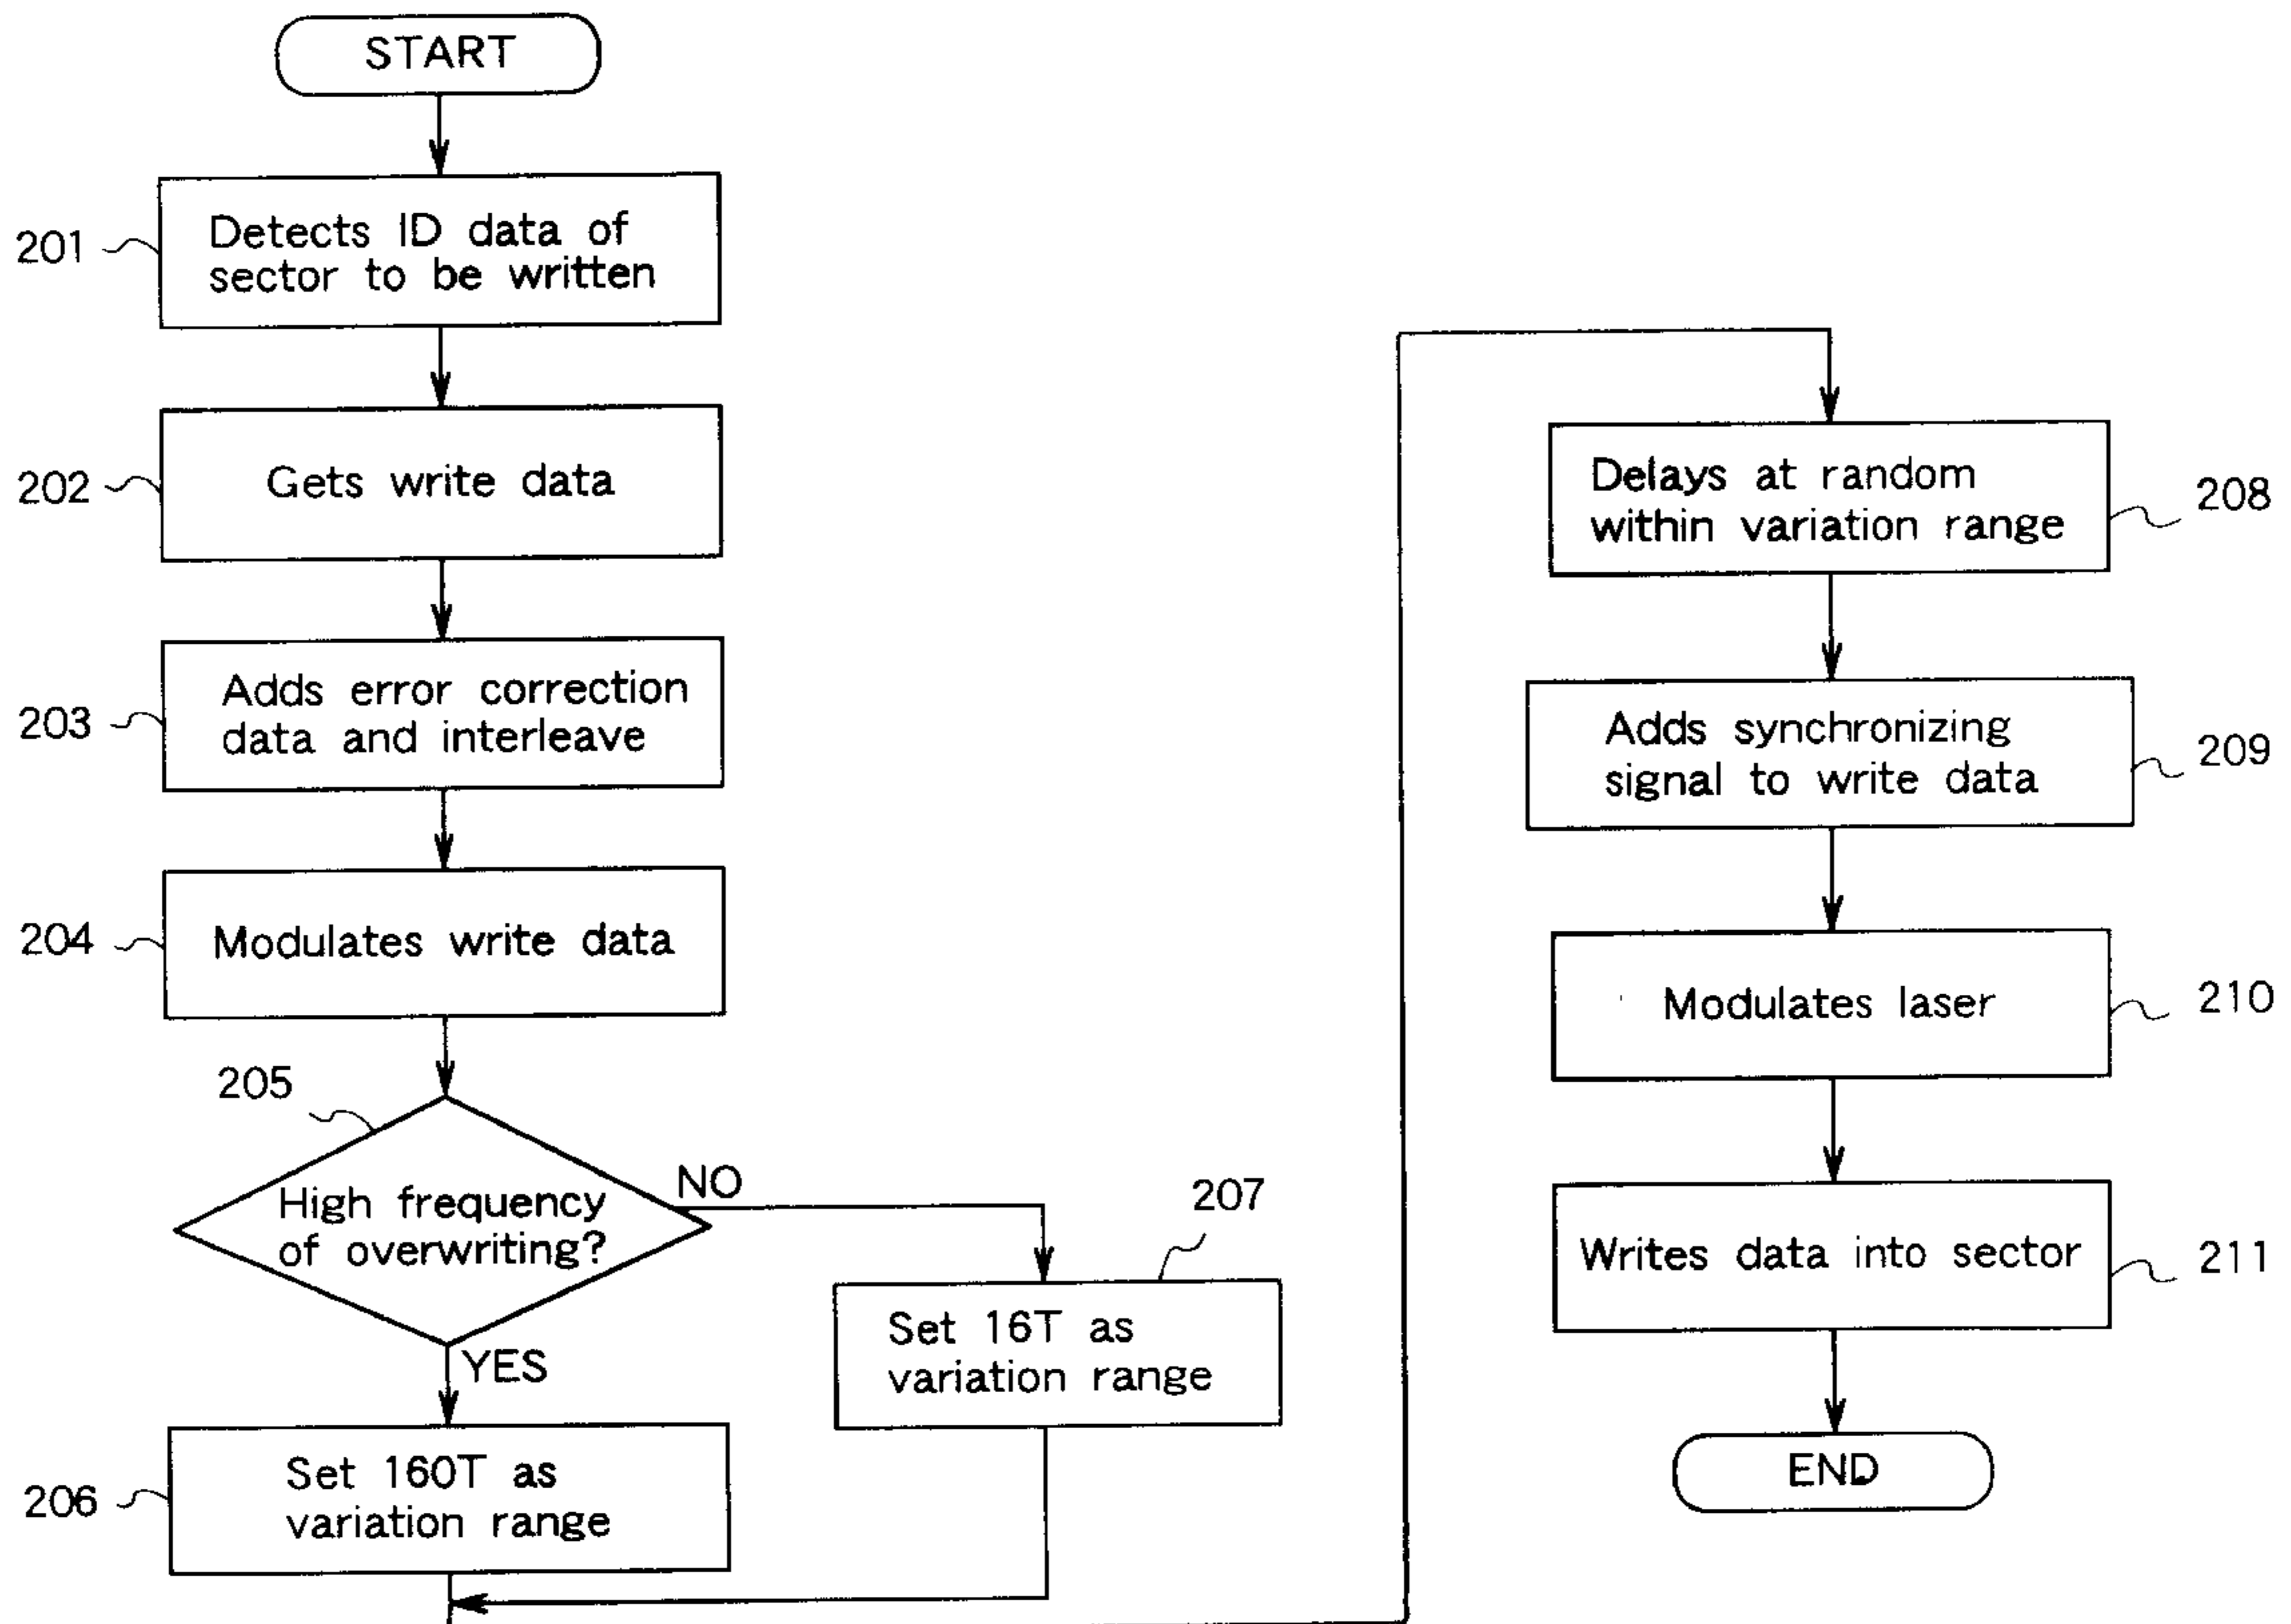 START
201
Detects ID data of
sector to be written
202
Gets write data
203
Adds error correction
data and interleave
204
Modulates write data
205
High frequency
of overwriting?
NO
YES
207
Set 16T as
variation range
206
Set 160T as
variation range
208
Delays at random
within variation range
209
Adds synchronizing
signal to write data
210
Modulates laser
211
Writes data into sector
END